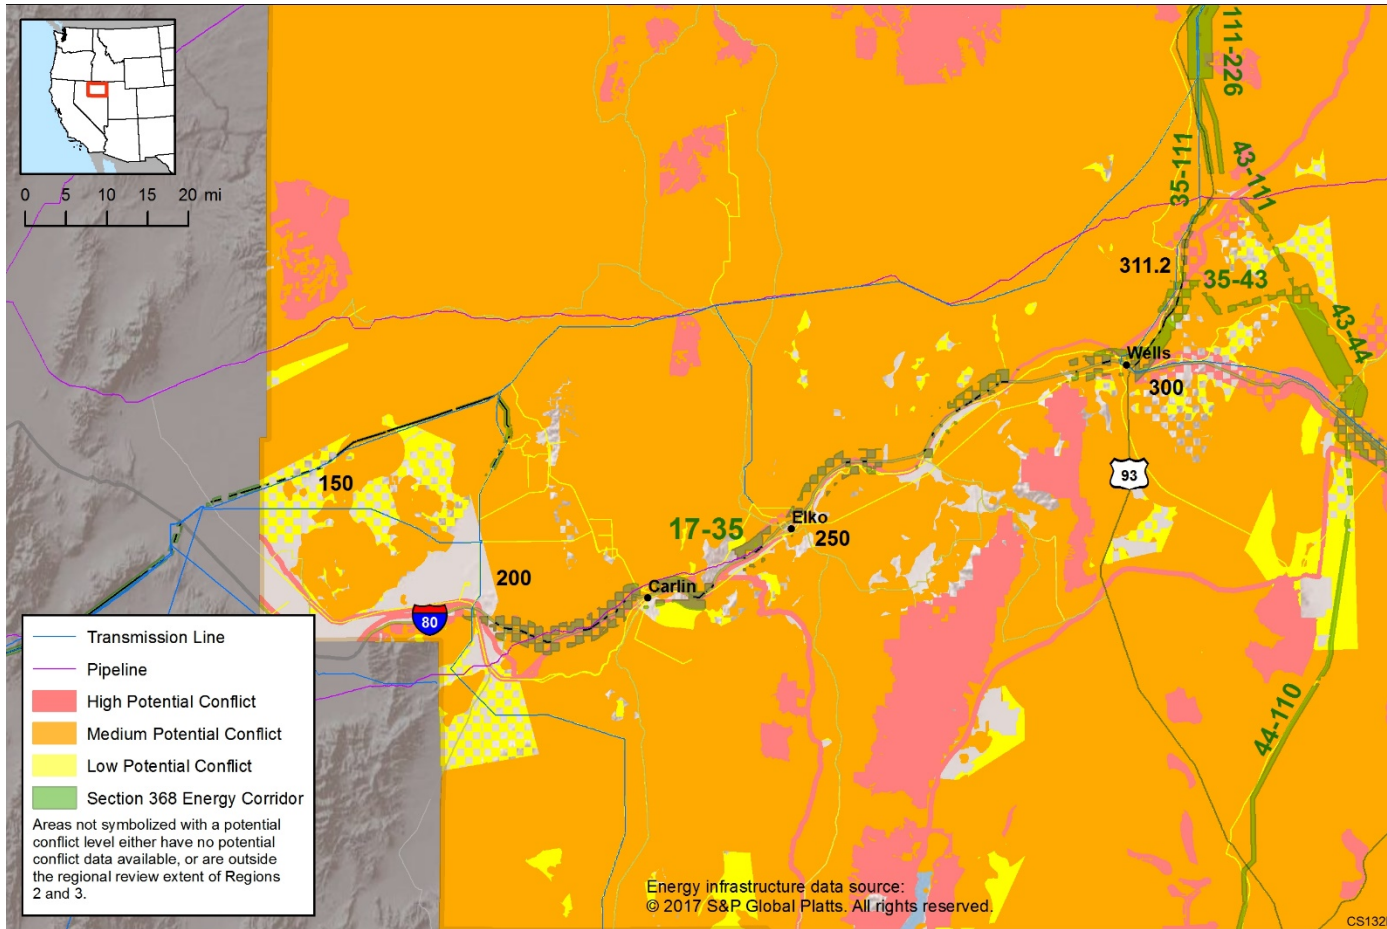 0 5 10 15 20 mi
111-226
35-111
43-111
311.2
35-43
43-44
Wells
300
93
150
17-35
Elko
250
200
Carlin
80
44-110
Transmission Line
Pipeline
High Potential Conflict
Medium Potential Conflict
Low Potential Conflict
Section 368 Energy Corridor
Areas not symbolized with a potential
conflict level either have no potential
conflict data available, or are outside
the regional review extent of Regions
2 and 3.
Energy infrastructure data source:
© 2017 S&P Global Platts. All rights reserved.